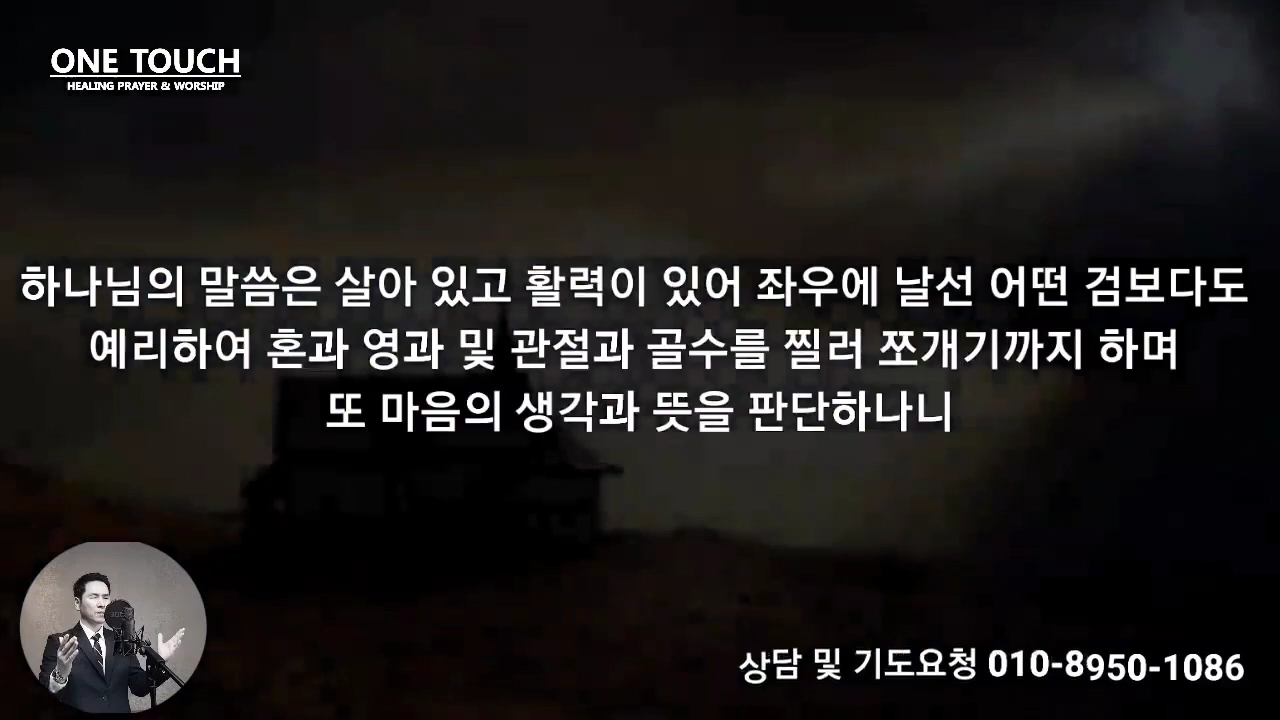 ONE TOUCH
HEALING PRAYER & WORSHIP
하나님의 말씀은 살아 있고 활력이 있어 좌우에 날선 어떤 검보다도
예리하여 혼과 영과 및 관절과 골수를 찔러 쪼개기까지 하며
또 마음의 생각과 뜻을 판단하나니
상담 및 기도요청 010-8950-1086